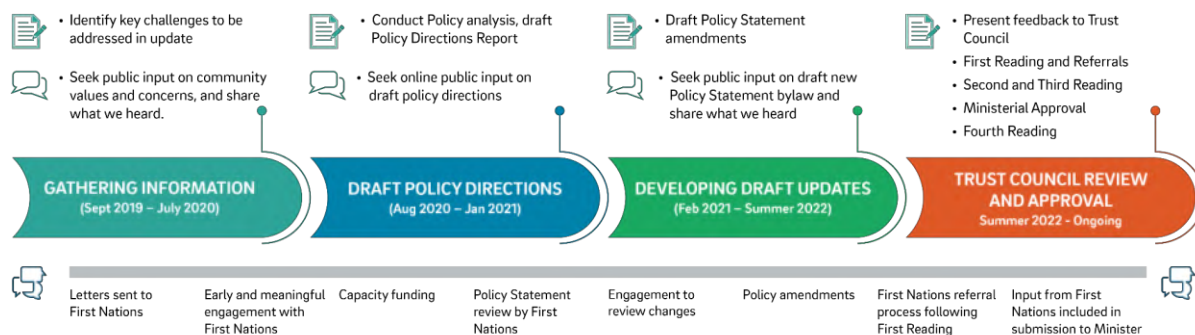 • Identify key challenges to be
addressed in update
• Seek public input on community
values and concerns, and share
what we heard.
• Conduct Policy analysis, draft
Policy Directions Report
• Seek online public input on
draft policy directions
• Draft Policy Statement
amendments
• Seek public input on draft new
Policy Statement bylaw and
share what we heard
• Present feedback to Trust
Council
• First Reading and Referrals
• Second and Third Reading
• Ministerial Approval
• Fourth Reading
GATHERING INFORMATION
(Sept 2019 – July 2020)
DRAFT POLICY DIRECTIONS
(Aug 2020 – Jan 2021)
DEVELOPING DRAFT UPDATES
(Feb 2021 – Summer 2022)
TRUST COUNCIL REVIEW
AND APPROVAL
Summer 2022 - Ongoing
Letters sent to
First Nations
Early and meaningful
engagement with
First Nations
Capacity funding
Policy Statement
review by First
Nations
Engagement to
review changes
Policy amendments
First Nations referral
process following
First Reading
Input from First
Nations included in
submission to Minister